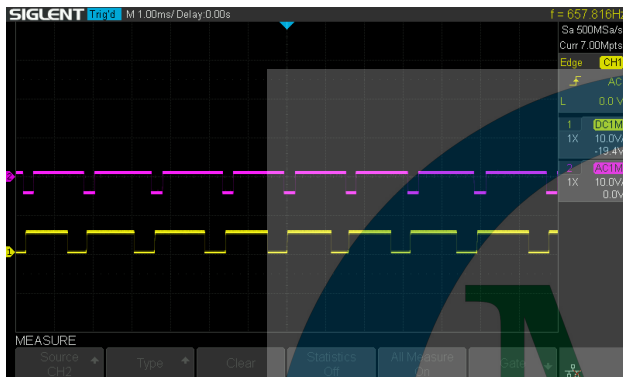 SIGLENT Trig'd M 1.00ms/ Delay:0.00s f = 657.816Hz
Sa 500MSa/s
Curr 7.00Mpts
Edge CH1
AC
L 0.0 V
1 DC1M
1X 10.0V/
-19.4V
2 AC1M
1X 10.0V/
0.0V
2
1
MEASURE
Source Type Clear Statistics All Measure Gate
CH2 Off On